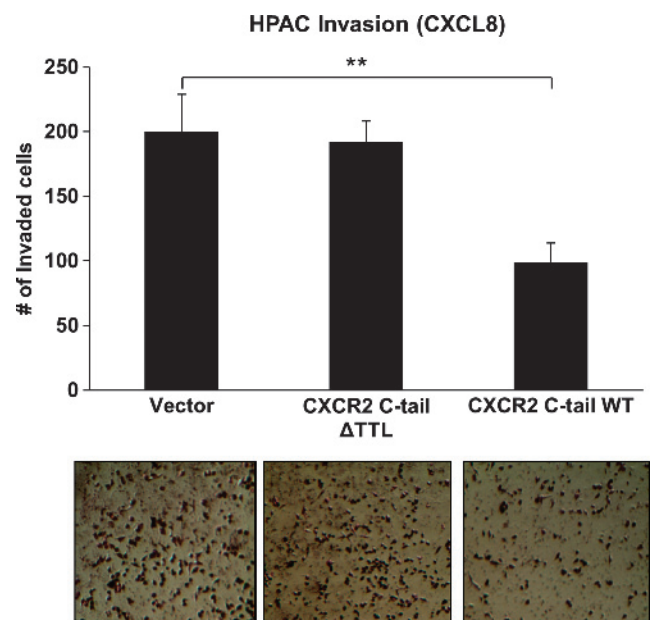 HPAC Invasion (CXCL8)
250
**
200
150
100
50
0
# of Invaded cells
Vector
CXCR2 C-tail
ΔTTL
CXCR2 C-tail WT